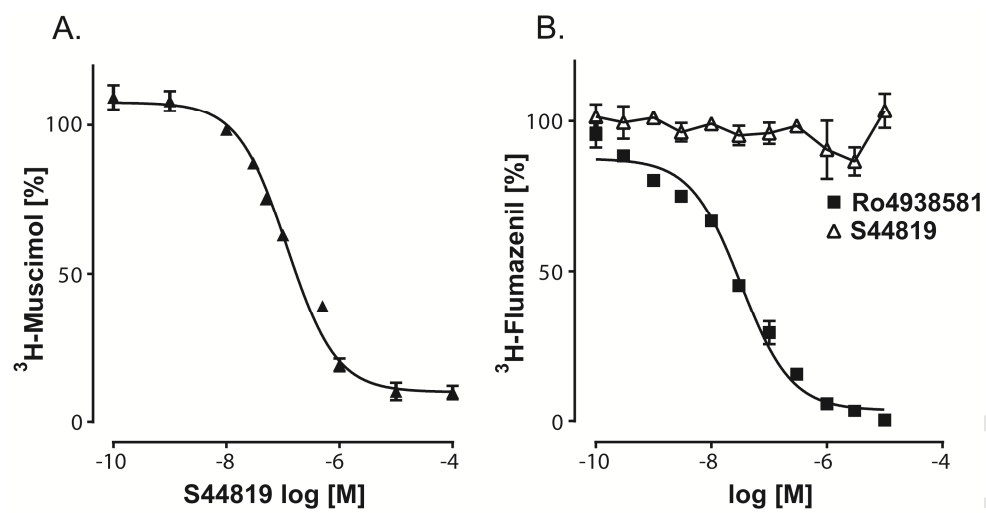 A.
³H-Muscimol [%]
100
50
0
-10 -8 -6 -4
S44819 log [M]
B.
³H-Flumazenil [%]
100
50
0
Ro4938581
S44819
-10 -8 -6 -4
log [M]